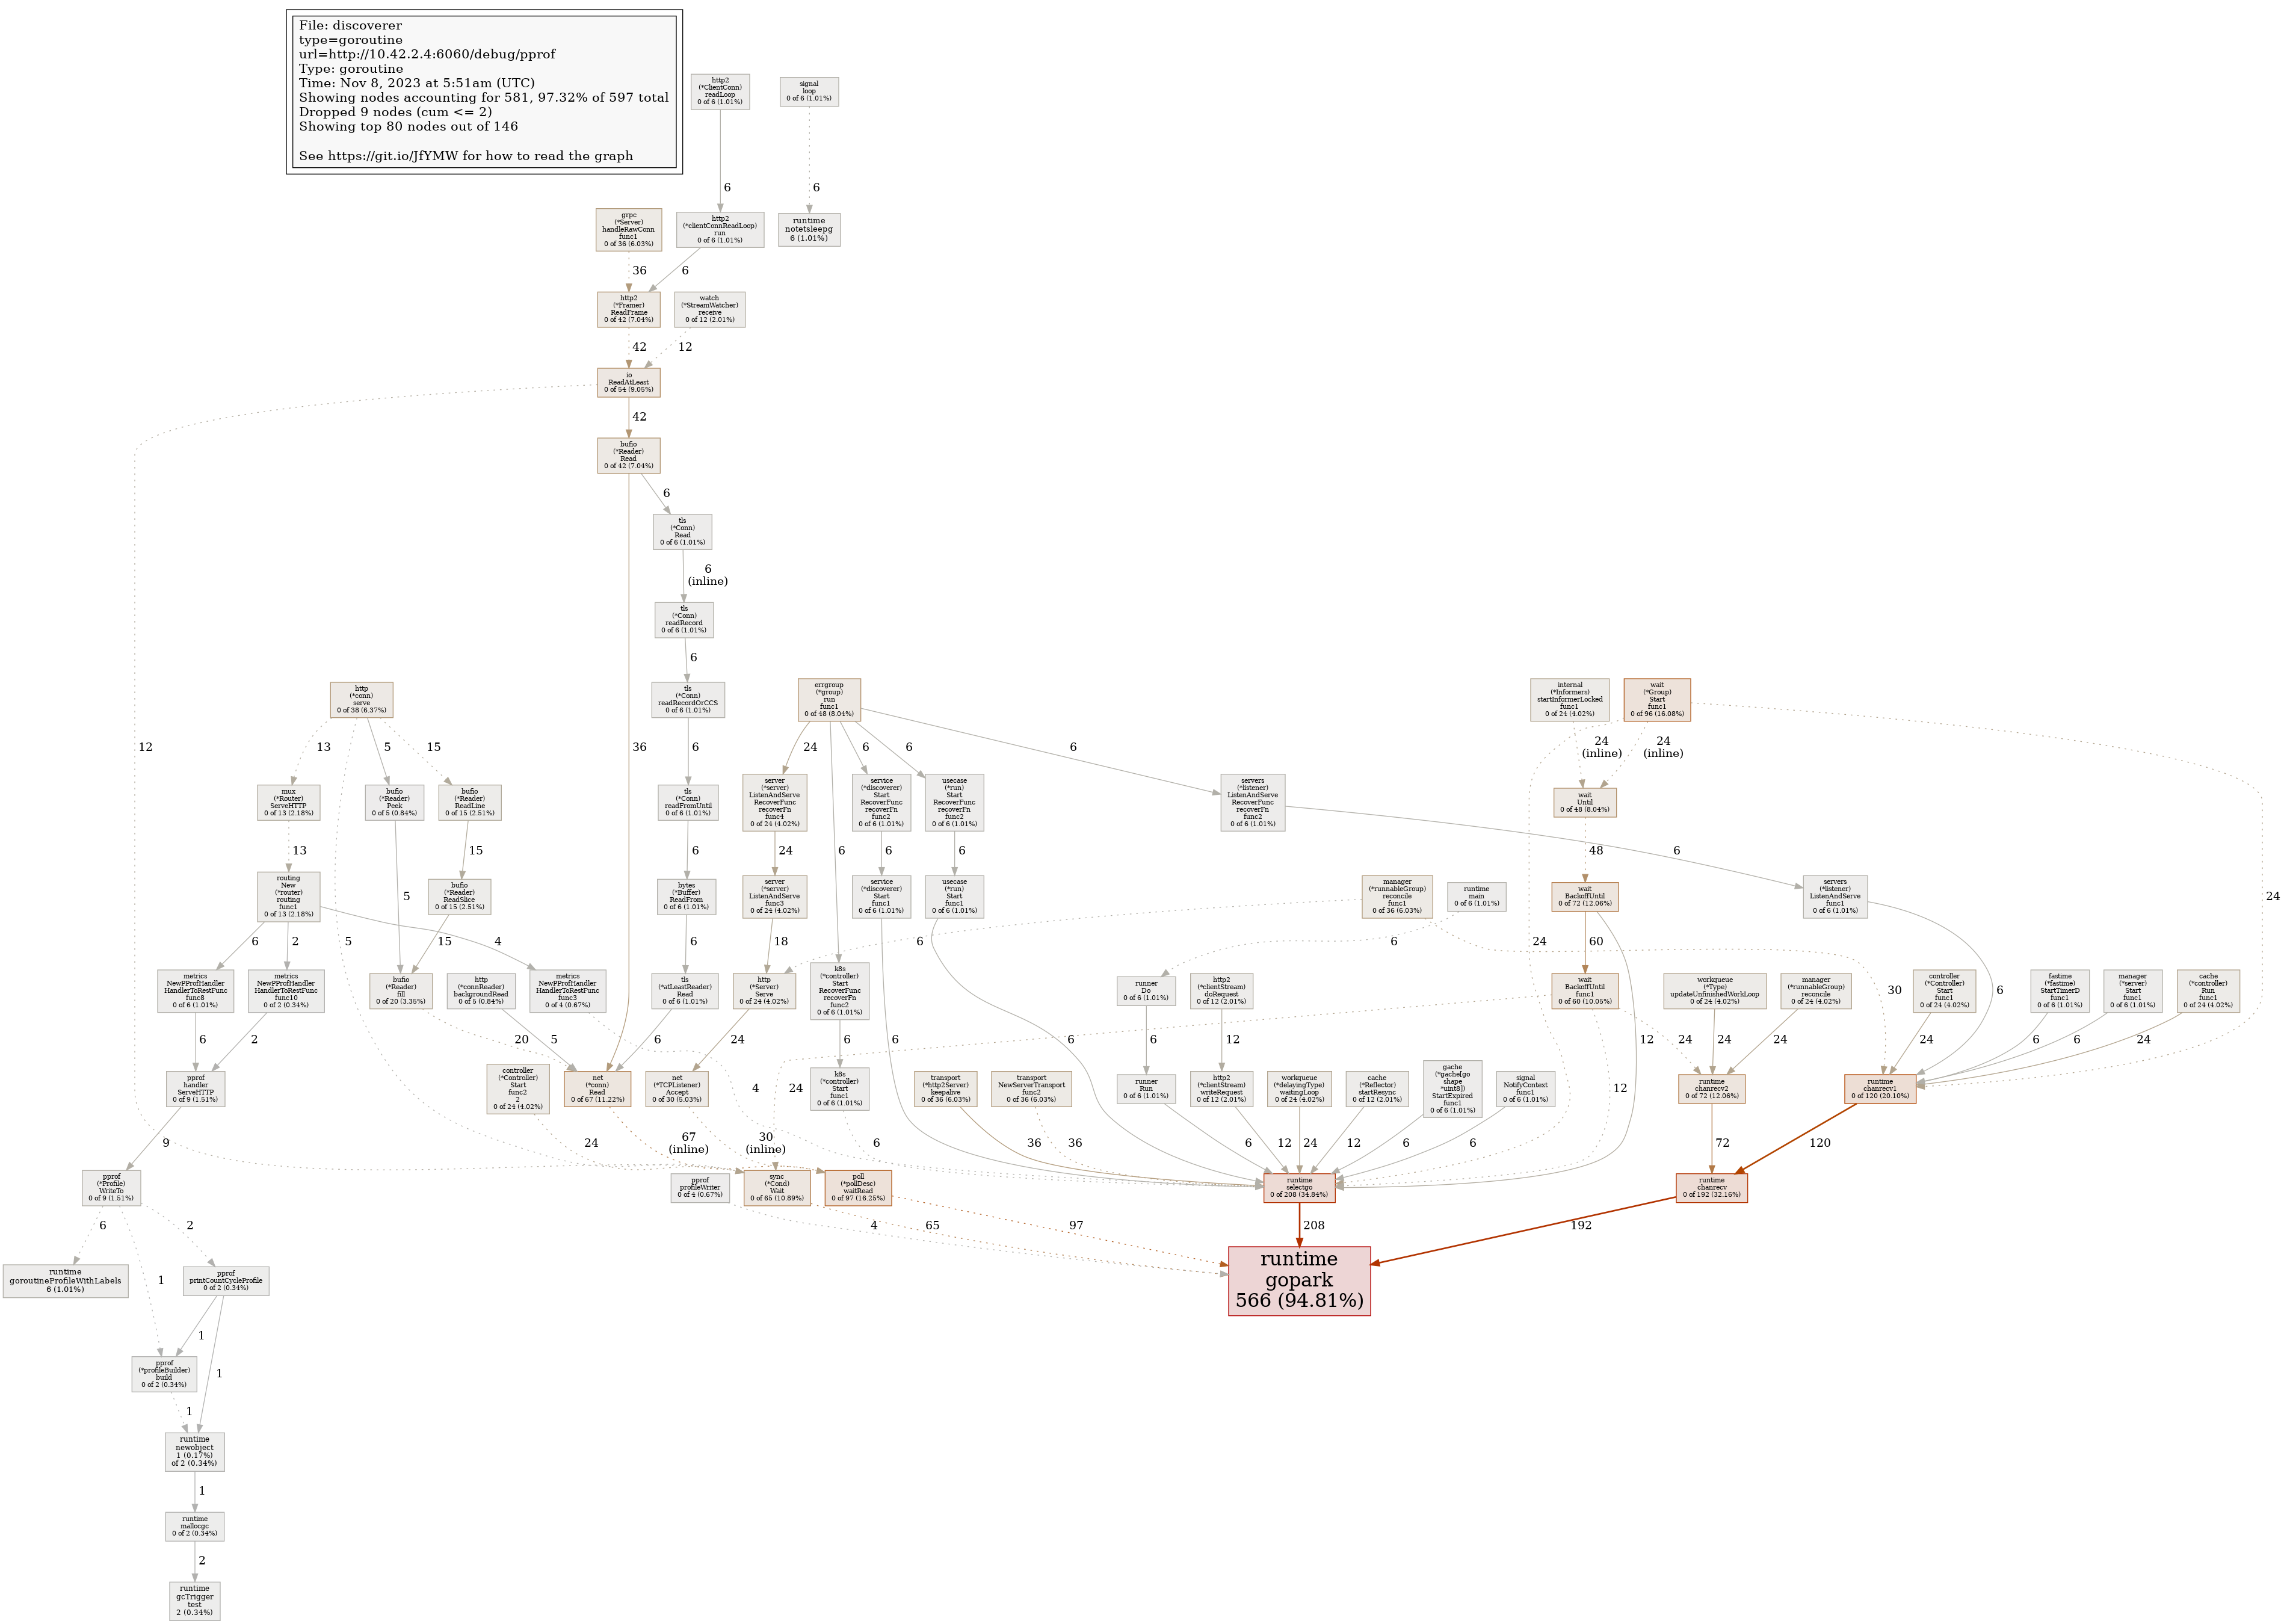 File: discoverer
type=goroutine
url=http://10.42.2.4:6060/debug/pprof
Type: goroutine
Time: Nov 8, 2023 at 5:51am (UTC)
Showing nodes accounting for 581, 97.32% of 597 total
Dropped 9 nodes (cum <= 2)
Showing top 80 nodes out of 146
See https://git.io/JfYMW for how to read the graph
http2
(*ClientConn)
readLoop
0 of 6 (1.01%)
signal
loop
0 of 6 (1.01%)
6
6
grpc
(*Server)
handleRawConn
func1
0 of 36 (6.03%)
http2
(*clientConnReadLoop)
run
0 of 6 (1.01%)
runtime
notetsleepg
6 (1.01%)
36
6
http2
(*Framer)
ReadFrame
0 of 42 (7.04%)
watch
(*StreamWatcher)
receive
0 of 12 (2.01%)
42
12
io
ReadAtLeast
0 of 54 (9.05%)
42
bufio
(*Reader)
Read
0 of 42 (7.04%)
6
tls
(*Conn)
Read
0 of 6 (1.01%)
6
(inline)
tls
(*Conn)
readRecord
0 of 6 (1.01%)
6
http
(*conn)
serve
0 of 38 (6.37%)
tls
(*Conn)
readRecordOrCCS
0 of 6 (1.01%)
errgroup
(*group)
run
func1
0 of 48 (8.04%)
internal
(*Informers)
startInformerLocked
func1
0 of 24 (4.02%)
wait
(*Group)
Start
func1
0 of 96 (16.08%)
12
13
5
15
36
6
24
6
6
6
24
(inline)
24
(inline)
mux
(*Router)
ServeHTTP
0 of 13 (2.18%)
bufio
(*Reader)
Peek
0 of 5 (0.84%)
bufio
(*Reader)
ReadLine
0 of 15 (2.51%)
tls
(*Conn)
readFromUntil
0 of 6 (1.01%)
server
(*server)
ListenAndServe
RecoverFunc
recoverFn
func4
0 of 24 (4.02%)
service
(*discoverer)
Start
RecoverFunc
recoverFn
func2
0 of 6 (1.01%)
usecase
(*run)
Start
RecoverFunc
recoverFn
func2
0 of 6 (1.01%)
servers
(*listener)
ListenAndServe
RecoverFunc
recoverFn
func2
0 of 6 (1.01%)
wait
Until
0 of 48 (8.04%)
13
15
6
24
6
6
6
48
6
routing
New
(*router)
routing
func1
0 of 13 (2.18%)
bufio
(*Reader)
ReadSlice
0 of 15 (2.51%)
bytes
(*Buffer)
ReadFrom
0 of 6 (1.01%)
server
(*server)
ListenAndServe
func3
0 of 24 (4.02%)
service
(*discoverer)
Start
func1
0 of 6 (1.01%)
usecase
(*run)
Start
func1
0 of 6 (1.01%)
manager
(*runnableGroup)
reconcile
func1
0 of 36 (6.03%)
runtime
main
0 of 6 (1.01%)
wait
BackoffUntil
0 of 72 (12.06%)
servers
(*listener)
ListenAndServe
func1
0 of 6 (1.01%)
5
24
6
2
4
5
15
6
18
6
6
24
60
metrics
NewPProfHandler
HandlerToRestFunc
func8
0 of 6 (1.01%)
metrics
NewPProfHandler
HandlerToRestFunc
func10
0 of 2 (0.34%)
bufio
(*Reader)
fill
0 of 20 (3.35%)
http
(*connReader)
backgroundRead
0 of 5 (0.84%)
metrics
NewPProfHandler
HandlerToRestFunc
func3
0 of 4 (0.67%)
tls
(*atLeastReader)
Read
0 of 6 (1.01%)
http
(*Server)
Serve
0 of 24 (4.02%)
k8s
(*controller)
Start
RecoverFunc
recoverFn
func2
0 of 6 (1.01%)
runner
Do
0 of 6 (1.01%)
http2
(*clientStream)
doRequest
0 of 12 (2.01%)
wait
BackoffUntil
func1
0 of 60 (10.05%)
workqueue
(*Type)
updateUnfinishedWorkLoop
0 of 24 (4.02%)
manager
(*runnableGroup)
reconcile
0 of 24 (4.02%)
30
controller
(*Controller)
Start
func1
0 of 24 (4.02%)
6
fastime
(*fastime)
StartTimerD
func1
0 of 6 (1.01%)
manager
(*server)
Start
func1
0 of 6 (1.01%)
cache
(*controller)
Run
func1
0 of 24 (4.02%)
6
2
20
5
6
24
6
6
6
6
12
24
12
24
24
24
6
6
24
pprof
handler
ServeHTTP
0 of 9 (1.51%)
controller
(*Controller)
Start
func2
2
0 of 24 (4.02%)
net
(*conn)
Read
0 of 67 (11.22%)
net
(*TCPListener)
Accept
0 of 30 (5.03%)
4
24
k8s
(*controller)
Start
func1
0 of 6 (1.01%)
transport
(*http2Server)
keepalive
0 of 36 (6.03%)
transport
NewServerTransport
func2
0 of 36 (6.03%)
runner
Run
0 of 6 (1.01%)
http2
(*clientStream)
writeRequest
0 of 12 (2.01%)
workqueue
(*delayingType)
waitingLoop
0 of 24 (4.02%)
cache
(*Reflector)
startResync
0 of 12 (2.01%)
gache
(*gache[go
shape
*uint8])
StartExpired
func1
0 of 6 (1.01%)
signal
NotifyContext
func1
0 of 6 (1.01%)
12
runtime
chanrecv2
0 of 72 (12.06%)
runtime
chanrecv1
0 of 120 (20.10%)
9
24
67
(inline)
30
(inline)
6
36
36
6
12
24
12
6
6
72
120
pprof
(*Profile)
WriteTo
0 of 9 (1.51%)
pprof
profileWriter
0 of 4 (0.67%)
sync
(*Cond)
Wait
0 of 65 (10.89%)
poll
(*pollDesc)
waitRead
0 of 97 (16.25%)
runtime
selectgo
0 of 208 (34.84%)
runtime
chanrecv
0 of 192 (32.16%)
6
1
2
4
65
97
208
192
runtime
goroutineProfileWithLabels
6 (1.01%)
pprof
printCountCycleProfile
0 of 2 (0.34%)
runtime
gopark
566 (94.81%)
1
1
pprof
(*profileBuilder)
build
0 of 2 (0.34%)
1
runtime
newobject
1 (0.17%)
of 2 (0.34%)
1
runtime
mallocgc
0 of 2 (0.34%)
2
runtime
gcTrigger
test
2 (0.34%)